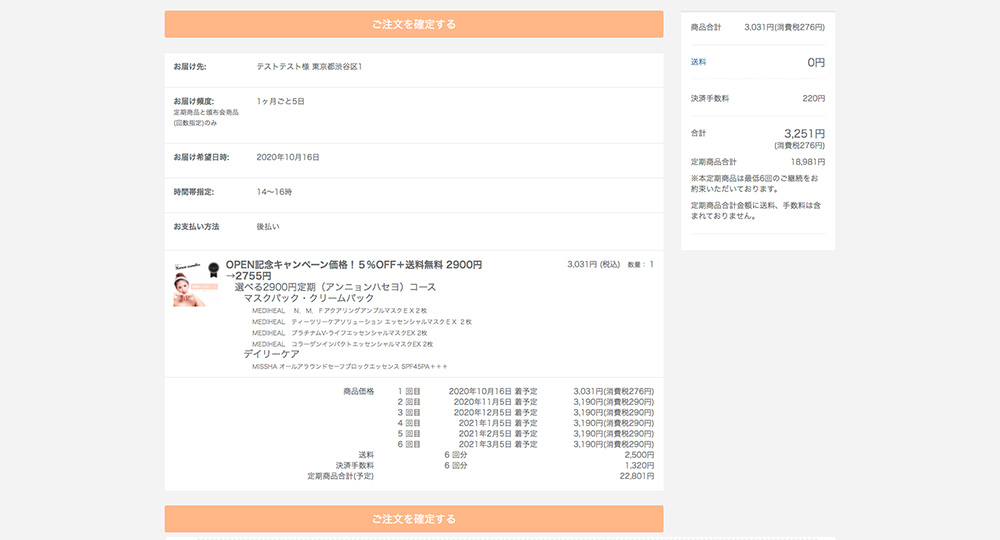 ご注文を確定する
お届け先: テストテスト様 東京都渋谷区1
お届け頻度: 1ヶ月ごと5日
定期商品と頒布会商品
(回数指定)のみ
お届け希望日時: 2020年10月16日
時間帯指定: 14～16時
お支払い方法 後払い
OPEN記念キャンペーン価格！５%OFF＋送料無料 2900円 3,031円 (税込) 数量： 1
→2755円
選べる2900円定期（アンニョンハセヨ）コース
マスクパック・クリームパック
MEDIHEAL Ｎ．Ｍ．ＦアクアリングアンプルマスクＥＸ２枚
MEDIHEAL ティーツリーケアソリューション エッセンシャルマスクＥＸ ２枚
MEDIHEAL プラチナムV-ライフエッセンシャルマスクEX 2枚
MEDIHEAL コラーゲンインパクトエッセンシャルマスクEX 2枚
デイリーケア
MISSHA オールアラウンドセーフブロックエッセンス SPF45PA＋＋＋
商品価格 1 回目 2020年10月16日 着予定 3,031円(消費税276円)
2 回目 2020年11月5日 着予定 3,190円(消費税290円)
3 回目 2020年12月5日 着予定 3,190円(消費税290円)
4 回目 2021年1月5日 着予定 3,190円(消費税290円)
5 回目 2021年2月5日 着予定 3,190円(消費税290円)
6 回目 2021年3月5日 着予定 3,190円(消費税290円)
送料 6 回分 2,500円
決済手数料 6 回分 1,320円
定期商品合計(予定) 22,801円
ご注文を確定する
商品合計 3,031円(消費税276円)
送料 0円
決済手数料 220円
合計 3,251円
(消費税276円)
定期商品合計 18,981円
※本定期商品は最低6回のご継続をお
約束いただいております。
定期商品合計金額に送料、手数料は含
まれておりません。